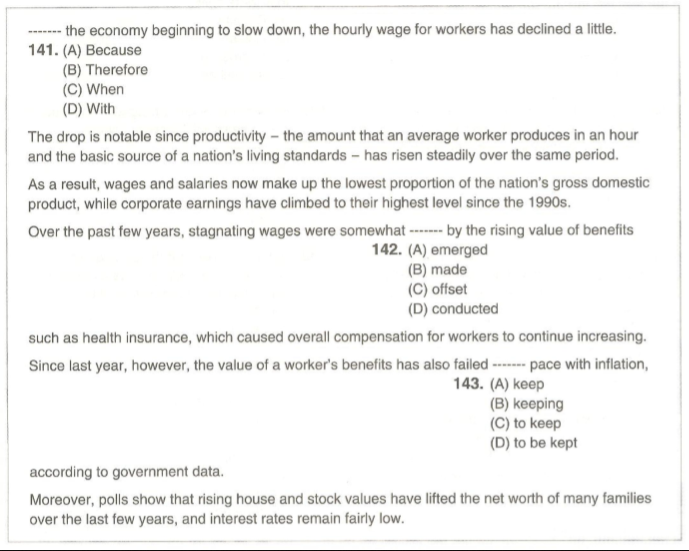 ------- the economy beginning to slow down, the hourly wage for workers has declined a little.
141. (A) Because
(B) Therefore
(C) When
(D) With
The drop is notable since productivity – the amount that an average worker produces in an hour
and the basic source of a nation's living standards – has risen steadily over the same period.
As a result, wages and salaries now make up the lowest proportion of the nation's gross domestic
product, while corporate earnings have climbed to their highest level since the 1990s.
Over the past few years, stagnating wages were somewhat ------- by the rising value of benefits
142. (A) emerged
(B) made
(C) offset
(D) conducted
such as health insurance, which caused overall compensation for workers to continue increasing.
Since last year, however, the value of a worker's benefits has also failed ------- pace with inflation,
143. (A) keep
(B) keeping
(C) to keep
(D) to be kept
according to government data.
Moreover, polls show that rising house and stock values have lifted the net worth of many families
over the last few years, and interest rates remain fairly low.